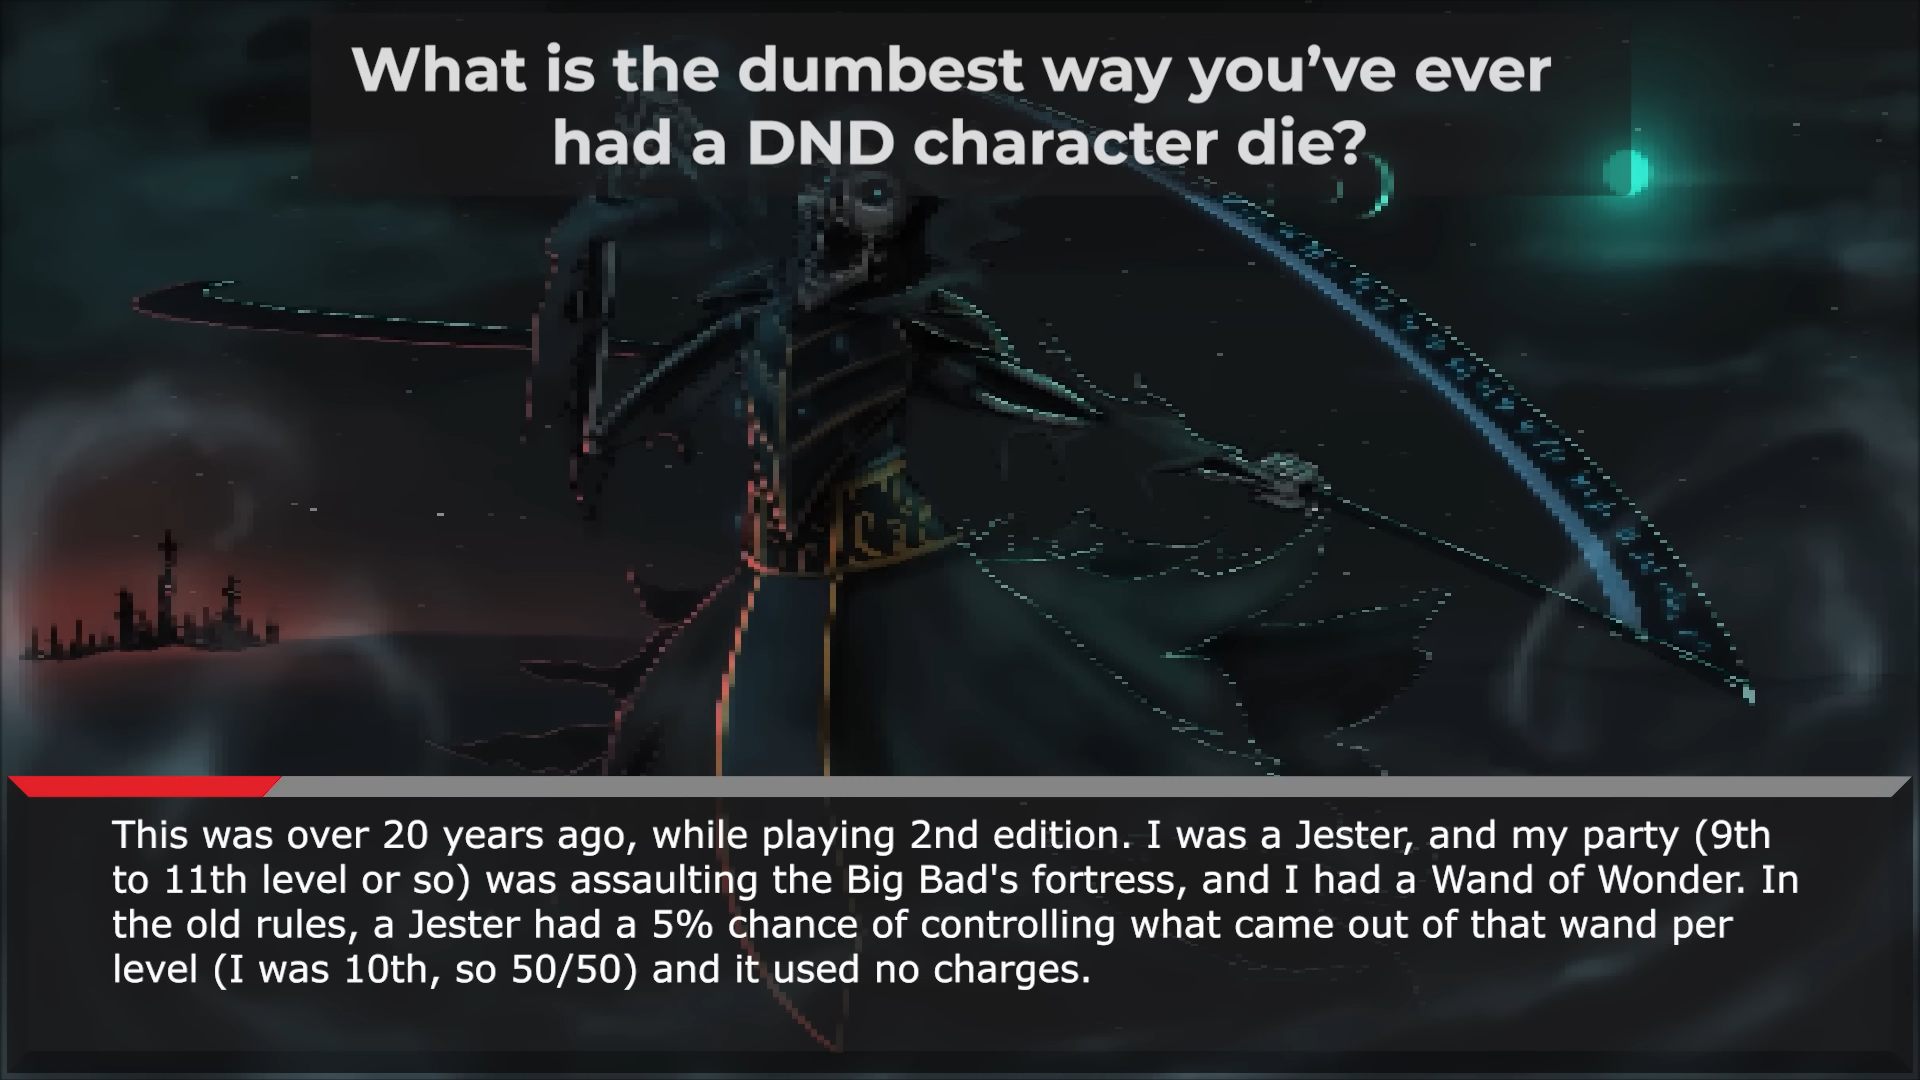 What is the dumbest way you’ve ever
had a DND character die?
This was over 20 years ago, while playing 2nd edition. I was a Jester, and my party (9th
to 11th level or so) was assaulting the Big Bad's fortress, and I had a Wand of Wonder. In
the old rules, a Jester had a 5% chance of controlling what came out of that wand per
level (I was 10th, so 50/50) and it used no charges.